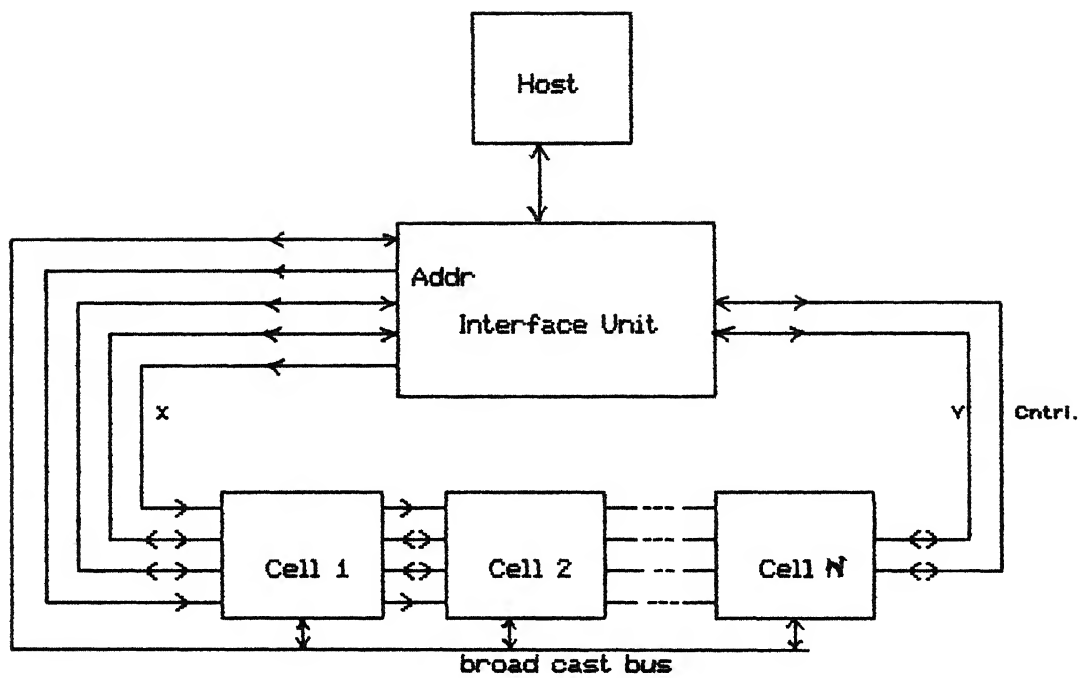 Host
Addr
Interface Unit
X
Y
Cntrl.
Cell 1
Cell 2
Cell N
broad cast bus